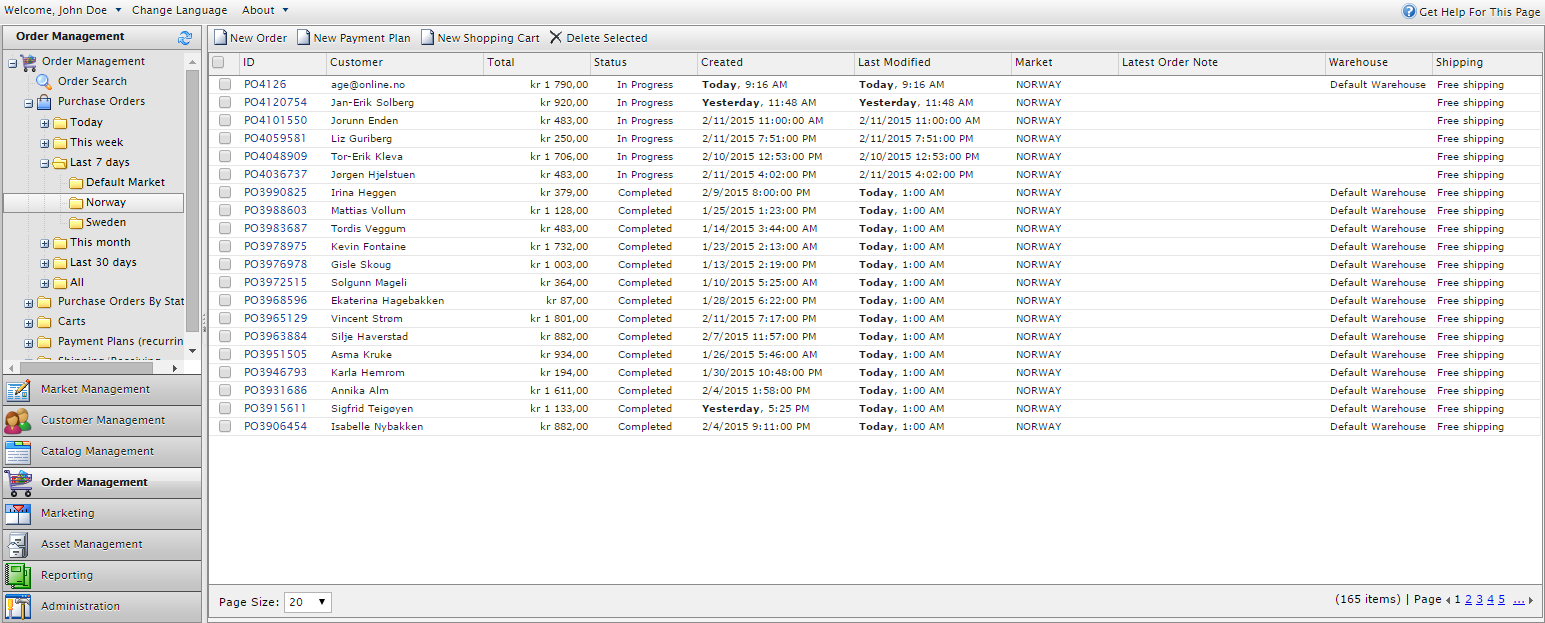 Welcome, John Doe Change Language About Get Help For This Page
Order Management
Order Management
Order Search
Purchase Orders
Today
This week
Last 7 days
Default Market
Norway
Sweden
This month
Last 30 days
All
Purchase Orders By Stat
Carts
Payment Plans (recurrin
Shipping/Receiving
Market Management
Customer Management
Catalog Management
Order Management
Marketing
Asset Management
Reporting
Administration
New Order New Payment Plan New Shopping Cart Delete Selected
ID Customer Total Status Created Last Modified Market Latest Order Note Warehouse Shipping
PO4126 age@online.no kr 1 790,00 In Progress Today, 9:16 AM Today, 9:16 AM NORWAY Default Warehouse Free shipping
PO4120754 Jan-Erik Solberg kr 920,00 In Progress Yesterday, 11:48 AM Yesterday, 11:48 AM NORWAY Free shipping
PO4101550 Jorunn Enden kr 483,00 In Progress 2/11/2015 11:00:00 AM 2/11/2015 11:00:00 AM NORWAY Free shipping
PO4059581 Liz Guriberg kr 250,00 In Progress 2/11/2015 7:51:00 PM 2/11/2015 7:51:00 PM NORWAY Free shipping
PO4048909 Tor-Erik Kleva kr 1 706,00 In Progress 2/10/2015 12:53:00 PM 2/10/2015 12:53:00 PM NORWAY Free shipping
PO4036737 Jørgen Hjelstuen kr 483,00 In Progress 2/11/2015 4:02:00 PM 2/11/2015 4:02:00 PM NORWAY Free shipping
PO3990825 Irina Heggen kr 379,00 Completed 2/9/2015 8:00:00 PM Today, 1:00 AM NORWAY Default Warehouse Free shipping
PO3988603 Mattias Vollum kr 1 128,00 Completed 1/25/2015 1:23:00 PM Today, 1:00 AM NORWAY Default Warehouse Free shipping
PO3983687 Tordis Veggum kr 483,00 Completed 1/14/2015 3:44:00 AM Today, 1:00 AM NORWAY Default Warehouse Free shipping
PO3978975 Kevin Fontaine kr 1 732,00 Completed 1/23/2015 2:13:00 AM Today, 1:00 AM NORWAY Default Warehouse Free shipping
PO3976978 Gisle Skoug kr 1 003,00 Completed 1/13/2015 2:19:00 PM Today, 1:00 AM NORWAY Default Warehouse Free shipping
PO3972515 Solgunn Mageli kr 364,00 Completed 1/10/2015 5:25:00 AM Today, 1:00 AM NORWAY Default Warehouse Free shipping
PO3968596 Ekaterina Hagebakken kr 87,00 Completed 1/28/2015 6:22:00 PM Today, 1:00 AM NORWAY Default Warehouse Free shipping
PO3965129 Vincent Strøm kr 1 801,00 Completed 2/11/2015 7:17:00 PM Today, 1:00 AM NORWAY Default Warehouse Free shipping
PO3963884 Silje Haverstad kr 882,00 Completed 2/7/2015 11:57:00 PM Today, 1:00 AM NORWAY Default Warehouse Free shipping
PO3951505 Asma Kruke kr 934,00 Completed 1/26/2015 5:46:00 AM Today, 1:00 AM NORWAY Default Warehouse Free shipping
PO3946793 Karla Hemrom kr 194,00 Completed 1/30/2015 10:48:00 PM Today, 1:00 AM NORWAY Default Warehouse Free shipping
PO3931686 Annika Alm kr 1 611,00 Completed 2/4/2015 1:58:00 PM Today, 1:00 AM NORWAY Default Warehouse Free shipping
PO3915611 Sigfrid Teigøyen kr 1 133,00 Completed Yesterday, 5:25 PM Today, 1:00 AM NORWAY Default Warehouse Free shipping
PO3906454 Isabelle Nybakken kr 882,00 Completed 2/4/2015 9:11:00 PM Today, 1:00 AM NORWAY Default Warehouse Free shipping
Page Size: 20 (165 items) | Page 1 2 3 4 5 ...